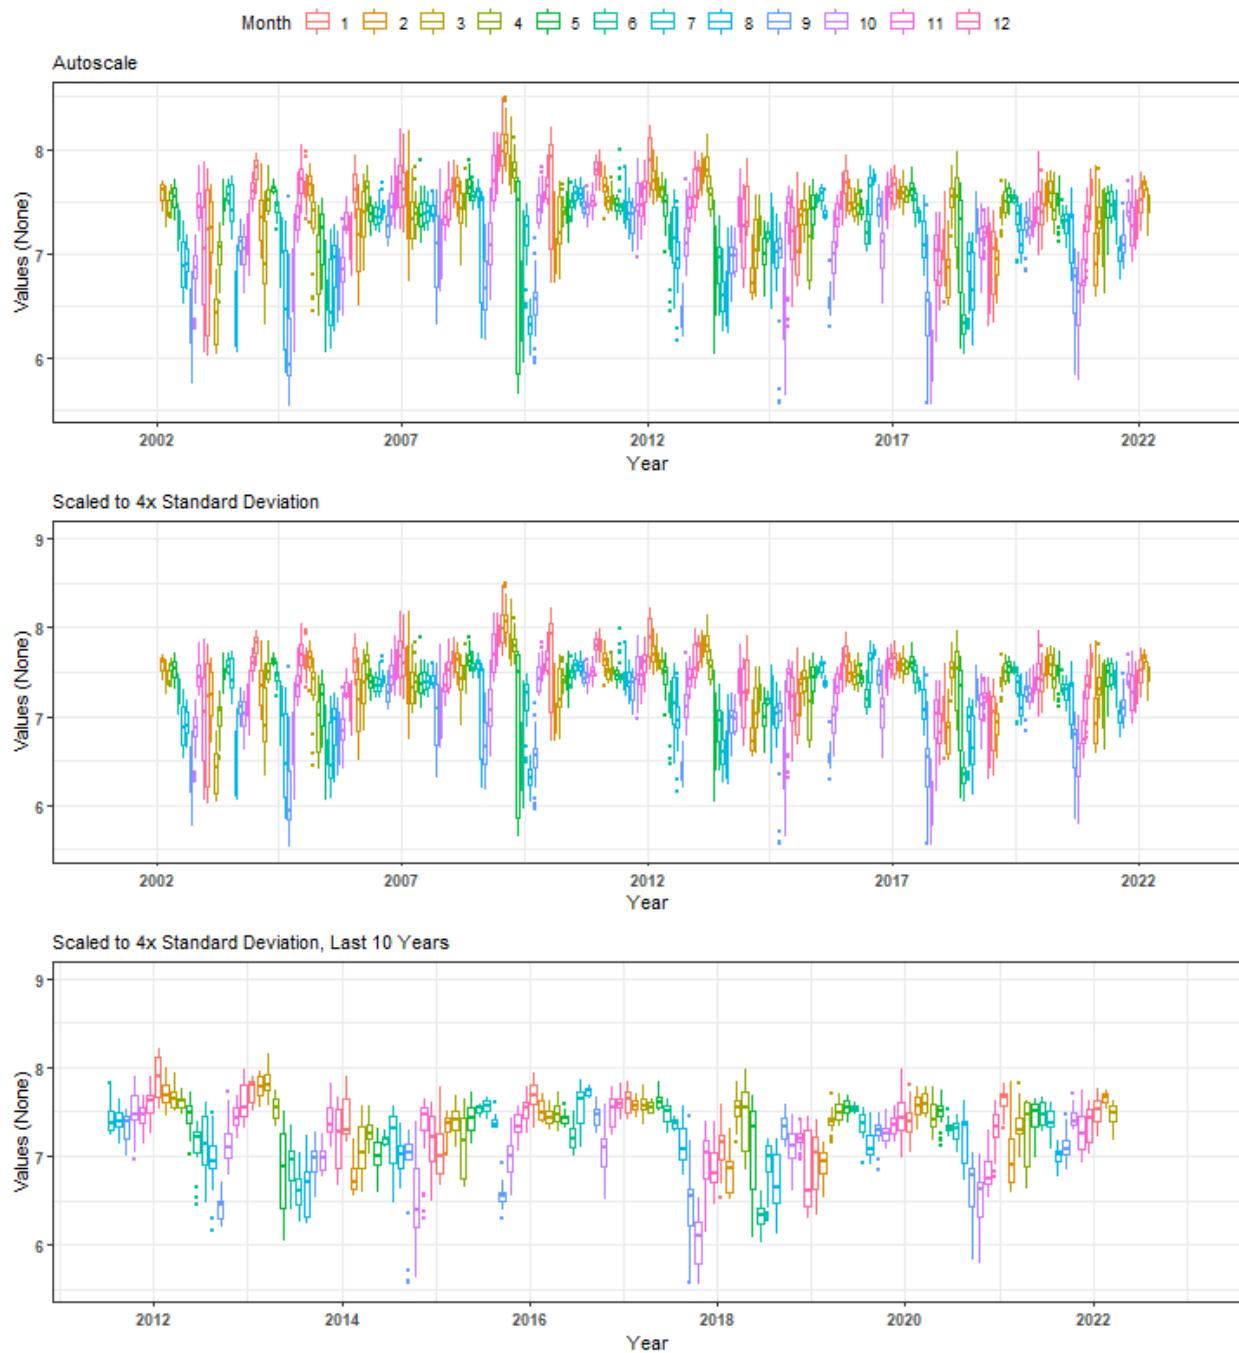 Month 1 2 3 4 5 6 7 8 9 10 11 12
Autoscale
8
7
6
Values (None)
2002 2007 2012 2017 2022
Year
Scaled to 4x Standard Deviation
9
8
7
6
Values (None)
2002 2007 2012 2017 2022
Year
Scaled to 4x Standard Deviation, Last 10 Years
9
8
7
6
Values (None)
2012 2014 2016 2018 2020 2022
Year